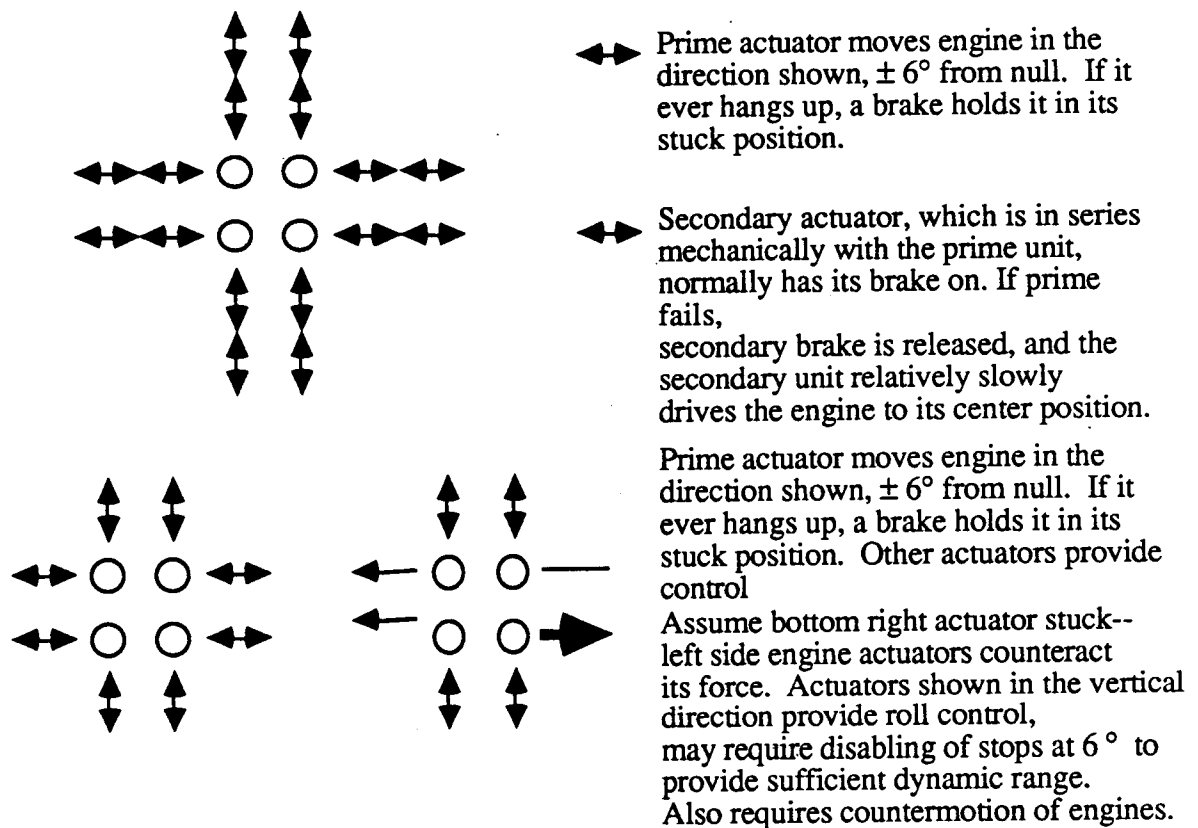 Prime actuator moves engine in the
direction shown, ± 6° from null. If it
ever hangs up, a brake holds it in its
stuck position.
Secondary actuator, which is in series
mechanically with the prime unit,
normally has its brake on. If prime
fails,
secondary brake is released, and the
secondary unit relatively slowly
drives the engine to its center position.
Prime actuator moves engine in the
direction shown, ± 6° from null. If it
ever hangs up, a brake holds it in its
stuck position. Other actuators provide
control
Assume bottom right actuator stuck--
left side engine actuators counteract
its force. Actuators shown in the vertical
direction provide roll control,
may require disabling of stops at 6 ° to
provide sufficient dynamic range.
Also requires countermotion of engines.